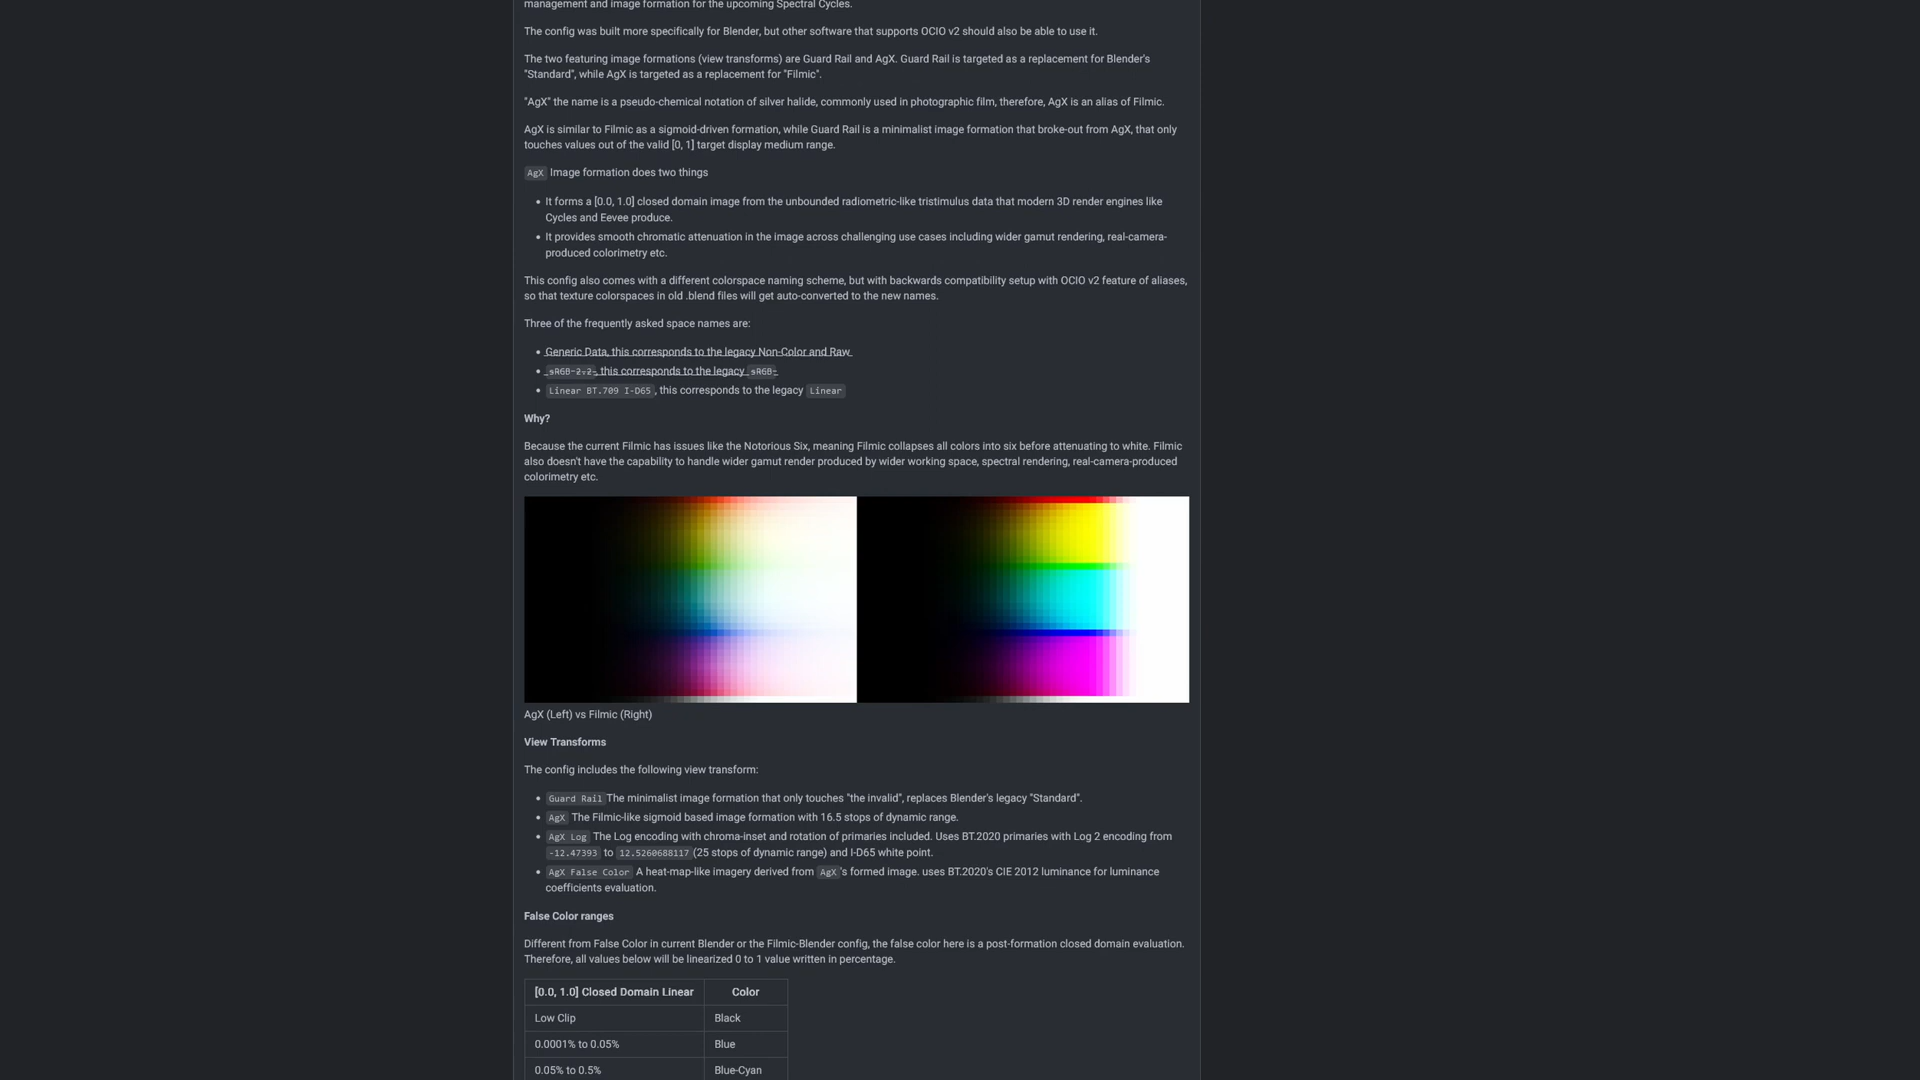 management and image formation for the upcoming Spectral Cycles.
The config was built more specifically for Blender, but other software that supports OCIO v2 should also be able to use it.
The two featuring image formations (view transforms) are Guard Rail and AgX. Guard Rail is targeted as a replacement for Blender's
"Standard", while AgX is targeted as a replacement for "Filmic".
"AgX" the name is a pseudo-chemical notation of silver halide, commonly used in photographic film, therefore, AgX is an alias of Filmic.
AgX is similar to Filmic as a sigmoid-driven formation, while Guard Rail is a minimalist image formation that broke-out from AgX, that only
touches values out of the valid [0, 1] target display medium range.
AgX Image formation does two things
• It forms a [0.0, 1.0] closed domain image from the unbounded radiometric-like tristimulus data that modern 3D render engines like
Cycles and Eevee produce.
• It provides smooth chromatic attenuation in the image across challenging use cases including wider gamut rendering, real-camera-
produced colorimetry etc.
This config also comes with a different colorspace naming scheme, but with backwards compatibility setup with OCIO v2 feature of aliases,
so that texture colorspaces in old .blend files will get auto-converted to the new names.
Three of the frequently asked space names are:
• Generic Data, this corresponds to the legacy Non-Color and Raw
• sRGB-2.2, this corresponds to the legacy sRGB
• Linear BT.709 I-D65, this corresponds to the legacy Linear
Why?
Because the current Filmic has issues like the Notorious Six, meaning Filmic collapses all colors into six before attenuating to white. Filmic
also doesn't have the capability to handle wider gamut render produced by wider working space, spectral rendering, real-camera-produced
colorimetry etc.
AgX (Left) vs Filmic (Right)
View Transforms
The config includes the following view transform:
• Guard Rail The minimalist image formation that only touches "the invalid", replaces Blender's legacy "Standard".
• AgX The Filmic-like sigmoid based image formation with 16.5 stops of dynamic range.
• AgX Log The Log encoding with chroma-inset and rotation of primaries included. Uses BT.2020 primaries with Log 2 encoding from
-12.47393 to 12.5260688117 (25 stops of dynamic range) and I-D65 white point.
• AgX False Color A heat-map-like imagery derived from AgX's formed image. uses BT.2020's CIE 2012 luminance for luminance
coefficients evaluation.
False Color ranges
Different from False Color in current Blender or the Filmic-Blender config, the false color here is a post-formation closed domain evaluation.
Therefore, all values below will be linearized 0 to 1 value written in percentage.
[0.0, 1.0] Closed Domain Linear Color
Low Clip Black
0.0001% to 0.05% Blue
0.05% to 0.5% Blue-Cyan